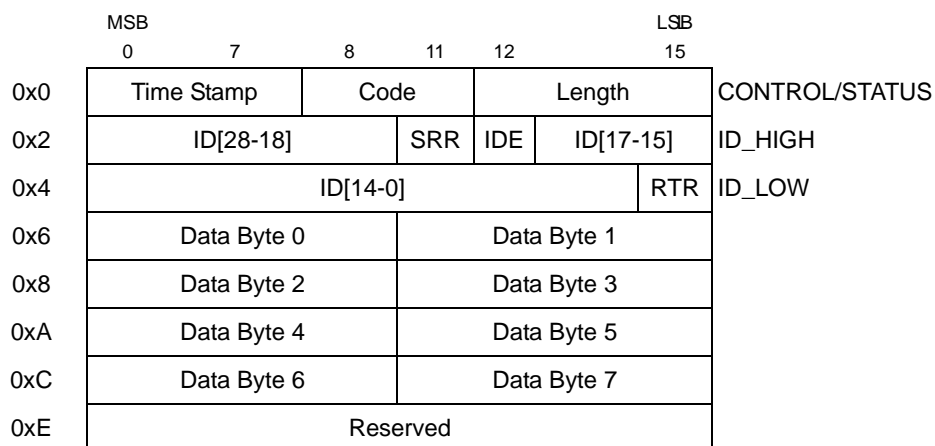 MSB LSB
0 7 8 11 12 15
0x0 Time Stamp Code Length CONTROL/STATUS
0x2 ID[28-18] SRR IDE ID[17-15] ID_HIGH
0x4 ID[14-0] RTR ID_LOW
0x6 Data Byte 0 Data Byte 1
0x8 Data Byte 2 Data Byte 3
0xA Data Byte 4 Data Byte 5
0xC Data Byte 6 Data Byte 7
0xE Reserved